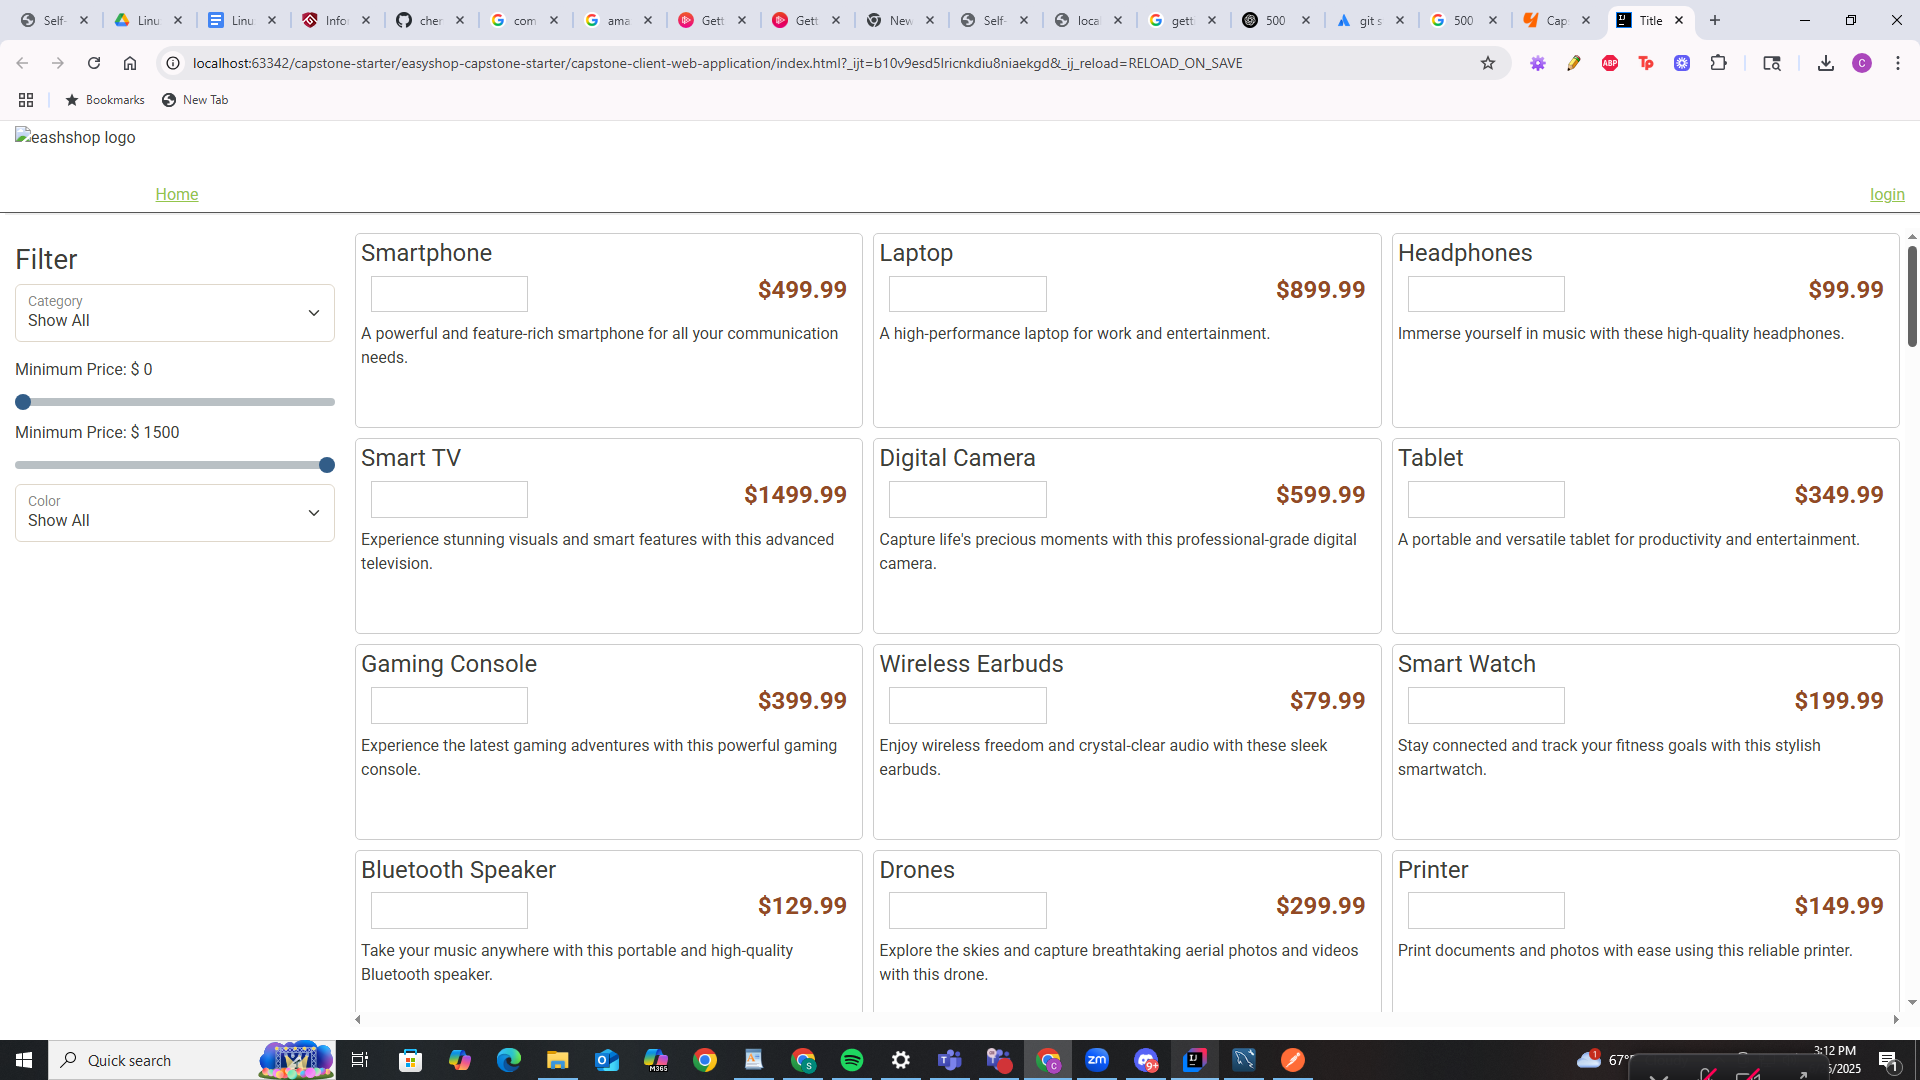 Self-
Linu
Linu
Info
cher
com
ama
Gett
Gett
New
Self-
local
getti
500
git s
500
Cap
Title
localhost:63342/capstone-starter/easyshop-capstone-starter/capstone-client-web-application/index.html?_ijt=b10v9esd5lricnkdiu8niaekgd&_ij_reload=RELOAD_ON_SAVE
Bookmarks
New Tab
eashshop logo
Home
login
Filter
Category
Show All
Minimum Price: $ 0
Minimum Price: $ 1500
Color
Show All
Smartphone
$499.99
A powerful and feature-rich smartphone for all your communication
needs.
Laptop
$899.99
A high-performance laptop for work and entertainment.
Headphones
$99.99
Immerse yourself in music with these high-quality headphones.
Smart TV
$1499.99
Experience stunning visuals and smart features with this advanced
television.
Digital Camera
$599.99
Capture life's precious moments with this professional-grade digital
camera.
Tablet
$349.99
A portable and versatile tablet for productivity and entertainment.
Gaming Console
$399.99
Experience the latest gaming adventures with this powerful gaming
console.
Wireless Earbuds
$79.99
Enjoy wireless freedom and crystal-clear audio with these sleek
earbuds.
Smart Watch
$199.99
Stay connected and track your fitness goals with this stylish
smartwatch.
Bluetooth Speaker
$129.99
Take your music anywhere with this portable and high-quality
Bluetooth speaker.
Drones
$299.99
Explore the skies and capture breathtaking aerial photos and videos
with this drone.
Printer
$149.99
Print documents and photos with ease using this reliable printer.
Quick search
67°
3:12 PM
/2025